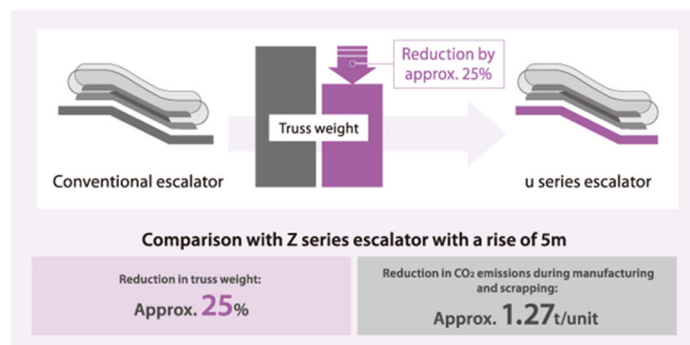 Reduction by
approx. 25%
Truss weight
Conventional escalator
u series escalator
Comparison with Z series escalator with a rise of 5m
Reduction in truss weight:
Approx. 25%
Reduction in CO₂ emissions during manufacturing
and scrapping:
Approx. 1.27t/unit